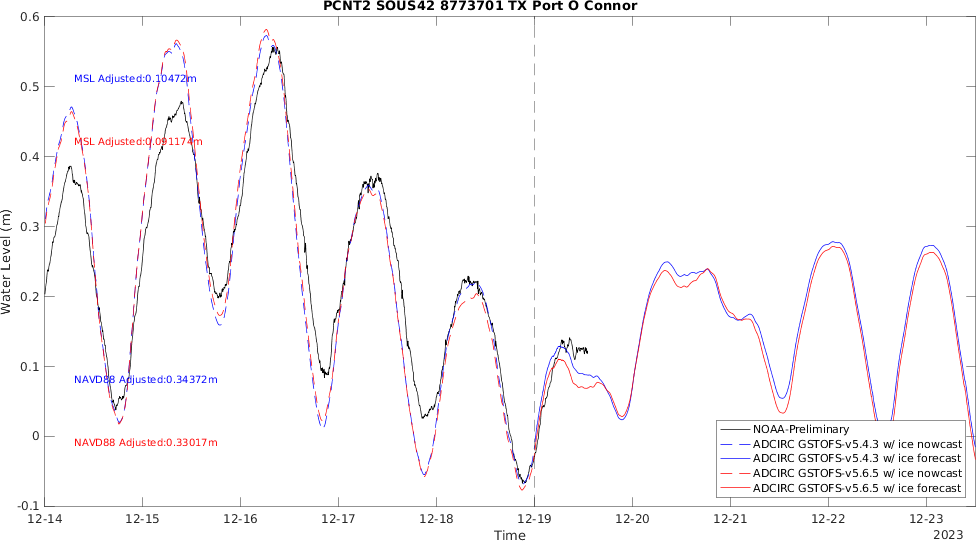 PCNT2 SOUS42 8773701 TX Port O Connor
0.6
0.5
0.4
0.3
0.2
0.1
0
-0.1
Water Level (m)
MSL Adjusted:0.10472m
MSL Adjusted:0.091174m
NAVD88 Adjusted:0.34372m
NAVD88 Adjusted:0.33017m
NOAA-Preliminary
ADCIRC GSTOFS-v5.4.3 w/ ice nowcast
ADCIRC GSTOFS-v5.4.3 w/ ice forecast
ADCIRC GSTOFS-v5.6.5 w/ ice nowcast
ADCIRC GSTOFS-v5.6.5 w/ ice forecast
12-14 12-15 12-16 12-17 12-18 12-19 12-20 12-21 12-22 12-23
Time
2023